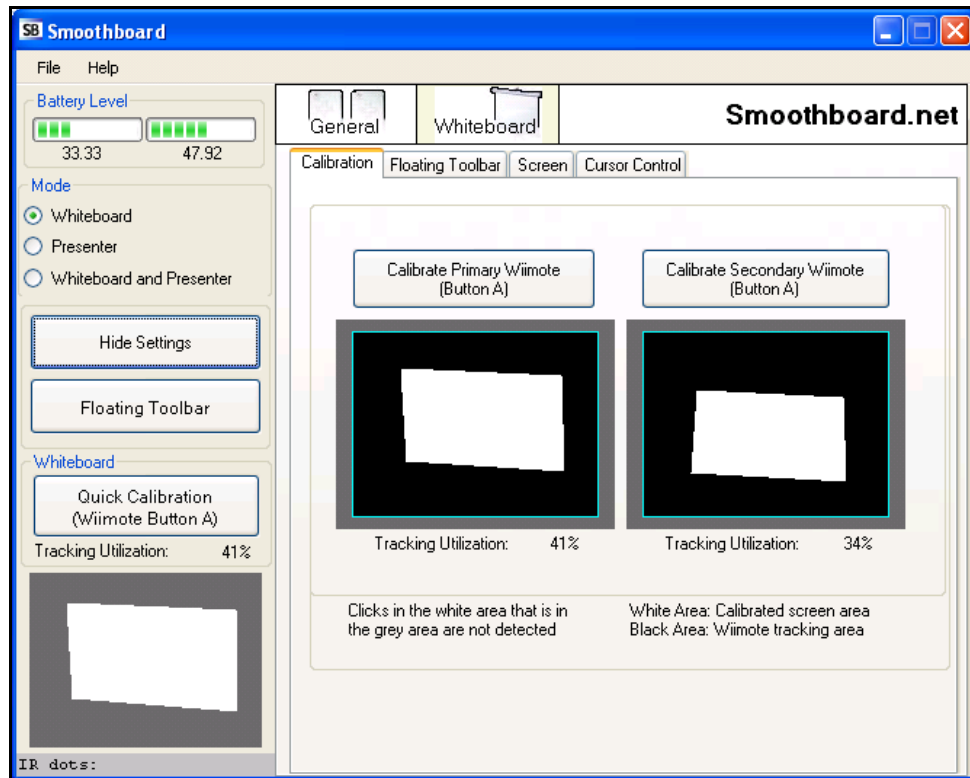 SB Smoothboard
File Help
Battery Level
33.33 47.92
Mode
Whiteboard
Presenter
Whiteboard and Presenter
Hide Settings
Floating Toolbar
Whiteboard
Quick Calibration
(Wiimote Button A)
Tracking Utilization: 41%
IR dots:
General Whiteboard
Smoothboard.net
Calibration Floating Toolbar Screen Cursor Control
Calibrate Primary Wiimote
(Button A)
Tracking Utilization: 41%
Calibrate Secondary Wiimote
(Button A)
Tracking Utilization: 34%
Clicks in the white area that is in
the grey area are not detected
White Area: Calibrated screen area
Black Area: Wiimote tracking area